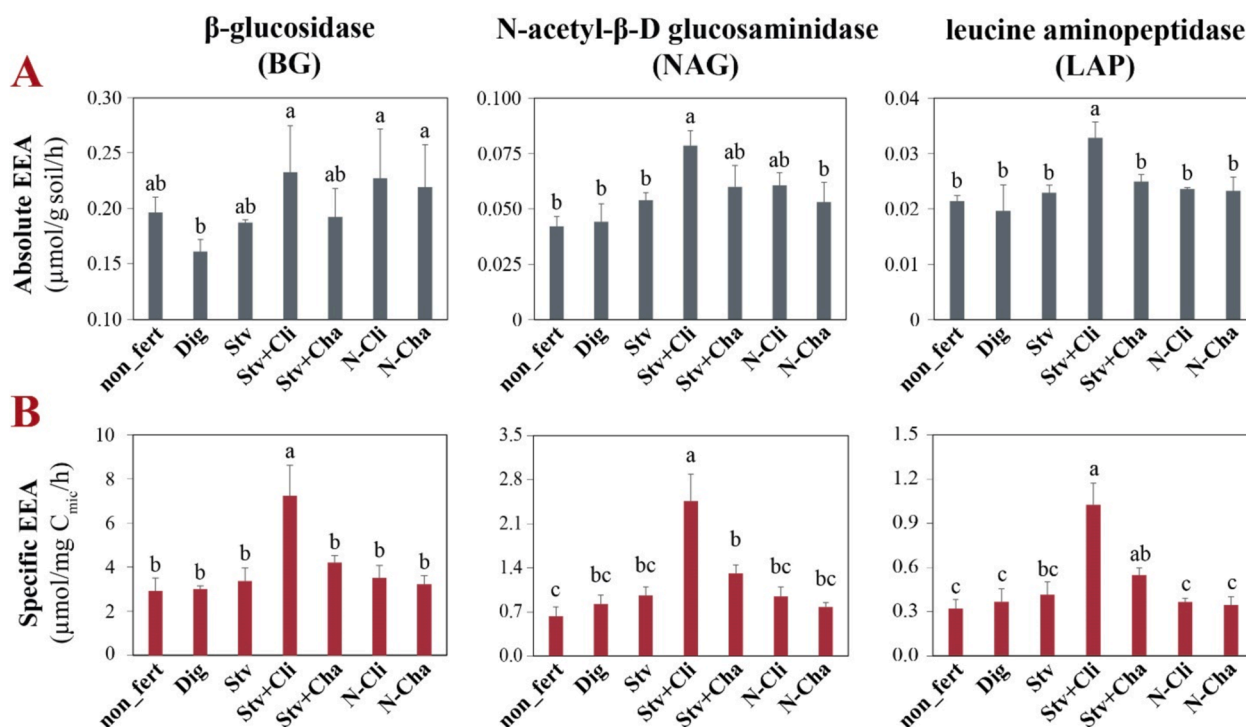 β-glucosidase
(BG)
N-acetyl-β-D glucosaminidase
(NAG)
leucine aminopeptidase
(LAP)
A
Absolute EEA
(µmol/g soil/h)
0.30
0.25
0.20
0.15
0.10
ab
b
ab
a
ab
a
a
non_fert
Dig
Stv
Stv+Cli
Stv+Cha
N-Cli
N-Cha
0.100
0.075
0.050
0.025
0
b
b
b
a
ab
ab
b
non_fert
Dig
Stv
Stv+Cli
Stv+Cha
N-Cli
N-Cha
0.04
0.03
0.02
0.01
0
b
b
b
a
b
b
b
non_fert
Dig
Stv
Stv+Cli
Stv+Cha
N-Cli
N-Cha
B
Specific EEA
(µmol/mg Cmic/h)
10
8
6
4
2
0
b
b
b
a
b
b
b
non_fert
Dig
Stv
Stv+Cli
Stv+Cha
N-Cli
N-Cha
3.5
2.8
2.1
1.4
0.7
0.0
c
bc
bc
a
b
bc
bc
non_fert
Dig
Stv
Stv+Cli
Stv+Cha
N-Cli
N-Cha
1.5
1.2
0.9
0.6
0.3
0.0
c
c
bc
a
ab
c
c
non_fert
Dig
Stv
Stv+Cli
Stv+Cha
N-Cli
N-Cha